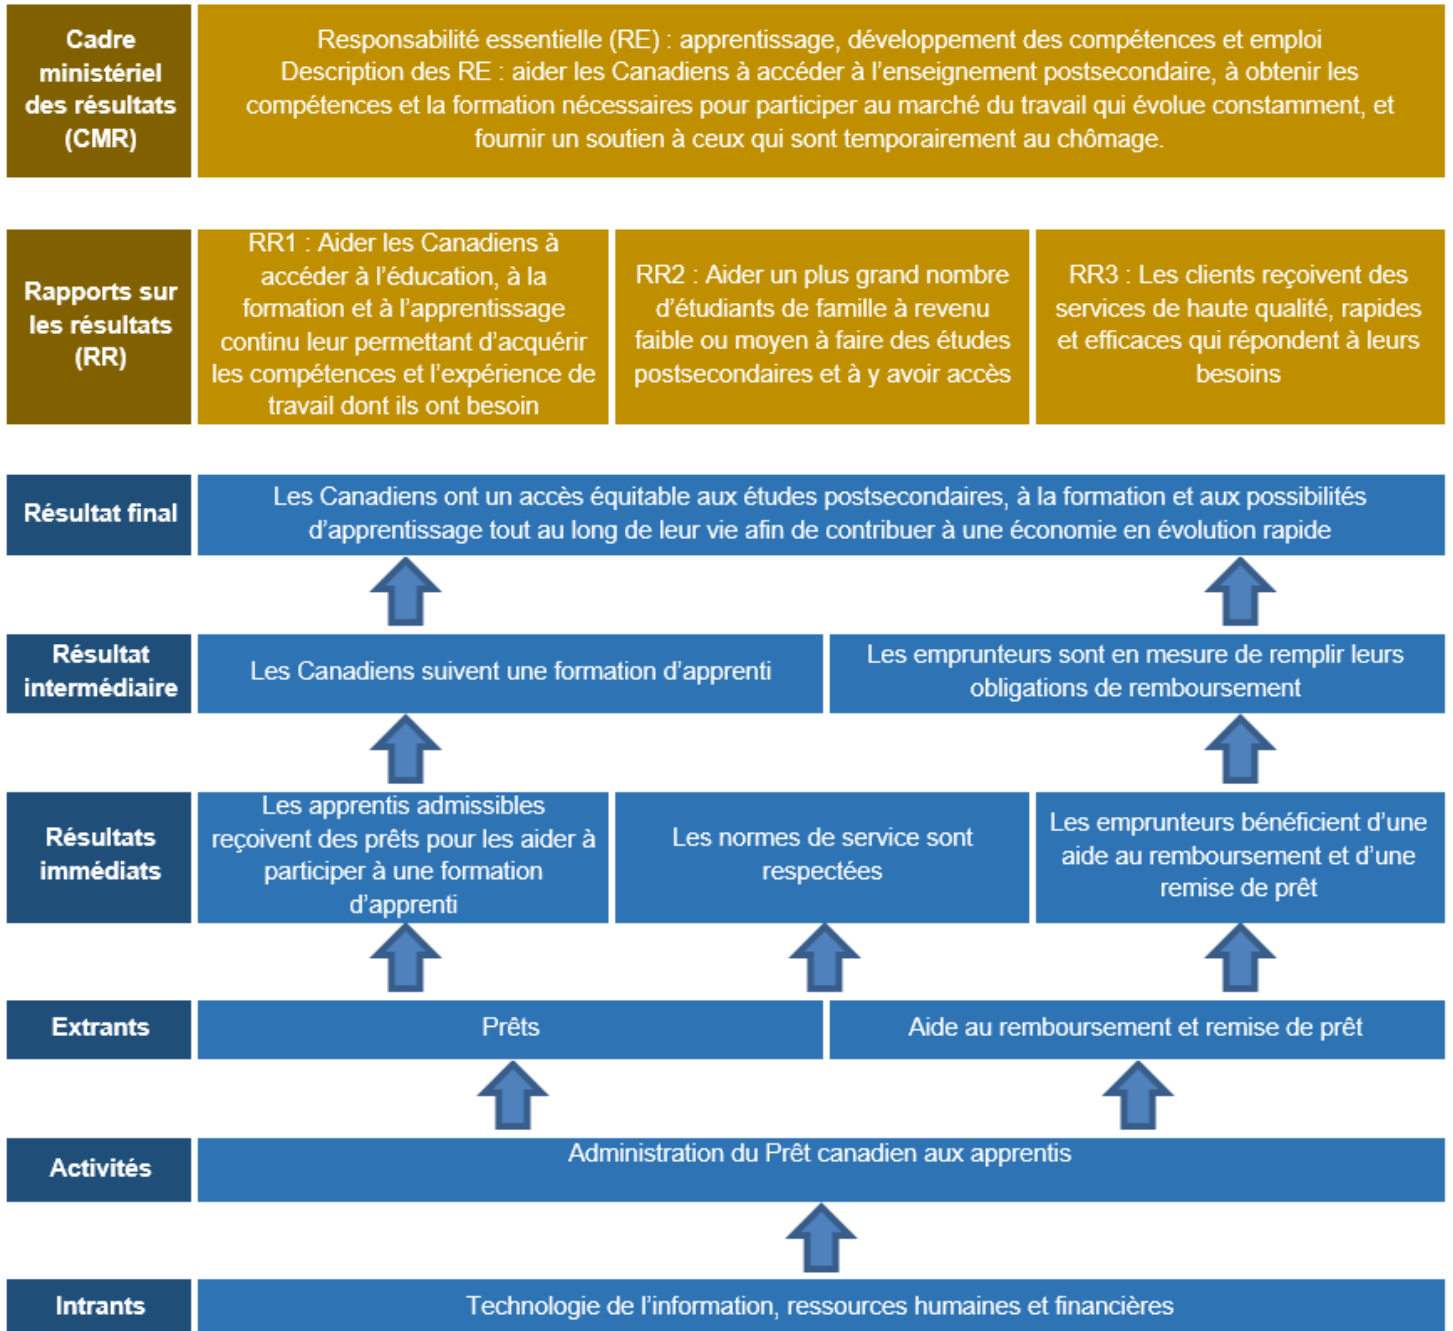 Cadre
ministériel
des résultats
(CMR)
Responsabilité essentielle (RE) : apprentissage, développement des compétences et emploi
Description des RE : aider les Canadiens à accéder à l’enseignement postsecondaire, à obtenir les
compétences et la formation nécessaires pour participer au marché du travail qui évolue constamment, et
fournir un soutien à ceux qui sont temporairement au chômage.
Rapports sur
les résultats
(RR)
RR1 : Aider les Canadiens à
accéder à l’éducation, à la
formation et à l’apprentissage
continu leur permettant d’acquérir
les compétences et l’expérience de
travail dont ils ont besoin
RR2 : Aider un plus grand nombre
d’étudiants de famille à revenu
faible ou moyen à faire des études
postsecondaires et à y avoir accès
RR3 : Les clients reçoivent des
services de haute qualité, rapides
et efficaces qui répondent à leurs
besoins
Résultat final
Les Canadiens ont un accès équitable aux études postsecondaires, à la formation et aux possibilités
d’apprentissage tout au long de leur vie afin de contribuer à une économie en évolution rapide
Résultat
intermédiaire
Les Canadiens suivent une formation d’apprenti
Les emprunteurs sont en mesure de remplir leurs
obligations de remboursement
Résultats
immédiats
Les apprentis admissibles
reçoivent des prêts pour les aider à
participer à une formation
d’apprenti
Les normes de service sont
respectées
Les emprunteurs bénéficient d’une
aide au remboursement et d’une
remise de prêt
Extrants
Prêts
Aide au remboursement et remise de prêt
Activités
Administration du Prêt canadien aux apprentis
Intrants
Technologie de l’information, ressources humaines et financières